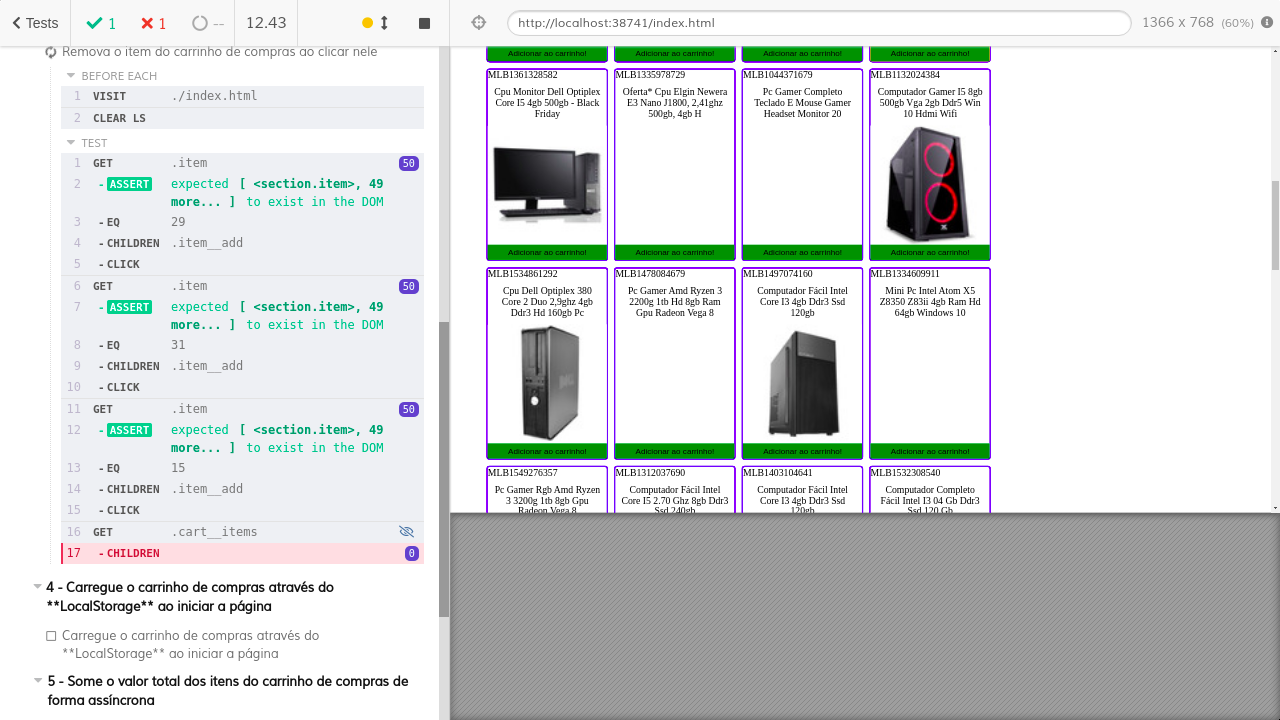 Tests
1
1
--
12.43
http://localhost:38741/index.html
1366 x 768 (60%)
Remova o item do carrinho de compras ao clicar nele
BEFORE EACH
1 VISIT ./index.html
2 CLEAR LS
TEST
1 GET .item 50
2 - ASSERT expected [ <section.item>, 49
more... ] to exist in the DOM
3 - EQ 29
4 - CHILDREN .item__add
5 - CLICK
6 GET .item 50
7 - ASSERT expected [ <section.item>, 49
more... ] to exist in the DOM
8 - EQ 31
9 - CHILDREN .item__add
10 - CLICK
11 GET .item 50
12 - ASSERT expected [ <section.item>, 49
more... ] to exist in the DOM
13 - EQ 15
14 - CHILDREN .item__add
15 - CLICK
16 GET .cart__items
17 - CHILDREN 0
4 - Carregue o carrinho de compras através do
**LocalStorage** ao iniciar a página
Carregue o carrinho de compras através do
**LocalStorage** ao iniciar a página
5 - Some o valor total dos itens do carrinho de compras de
forma assíncrona
Adicionar ao carrinho! Adicionar ao carrinho! Adicionar ao carrinho! Adicionar ao carrinho!
MLB1361328582
Cpu Monitor Dell Optiplex
Core I5 4gb 500gb - Black
Friday
Adicionar ao carrinho!
MLB1335978729
Oferta* Cpu Elgin Newera
E3 Nano J1800, 2,41ghz
500gb, 4gb H
Adicionar ao carrinho!
MLB1044371679
Pc Gamer Completo
Teclado E Mouse Gamer
Headset Monitor 20
Adicionar ao carrinho!
MLB1132024384
Computador Gamer I5 8gb
500gb Vga 2gb Ddr5 Win
10 Hdmi Wifi
Adicionar ao carrinho!
MLB1534861292
Cpu Dell Optiplex 380
Core 2 Duo 2,9ghz 4gb
Ddr3 Hd 160gb Pc
Adicionar ao carrinho!
MLB1478084679
Pc Gamer Amd Ryzen 3
2200g 1tb Hd 8gb Ram
Gpu Radeon Vega 8
Adicionar ao carrinho!
MLB1497074160
Computador Fácil Intel
Core I3 4gb Ddr3 Ssd
120gb
Adicionar ao carrinho!
MLB1334609911
Mini Pc Intel Atom X5
Z8350 Z83ii 4gb Ram Hd
64gb Windows 10
Adicionar ao carrinho!
MLB1549276357
Pc Gamer Rgb Amd Ryzen
3 3200g 1tb 8gb Gpu
Radeon Vega 8
MLB1312037690
Computador Fácil Intel
Core I5 2.70 Ghz 8gb Ddr3
Ssd 240gb
MLB1403104641
Computador Fácil Intel
Core I3 4gb Ddr3 Ssd
120gb
MLB1532308540
Computador Completo
Fácil Intel I3 04 Gb Ddr3
Ssd 120 Gb